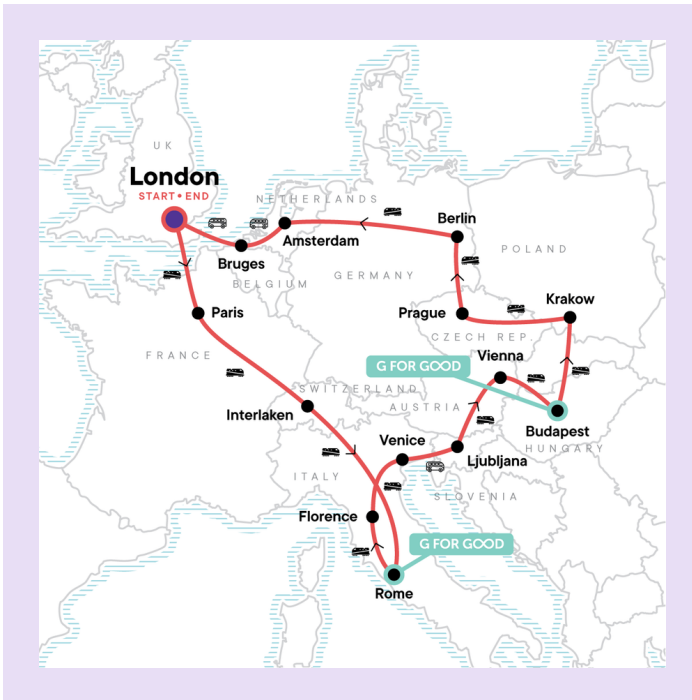 UK
London
START • END
NETHERLANDS
Berlin
Amsterdam
POLAND
Bruges
GERMANY
BELGIUM
Krakow
Paris
Prague
CZECH REP.
FRANCE
Vienna
G FOR GOOD
SWITZERLAND
AUSTRIA
Interlaken
Budapest
Venice
HUNGARY
Ljubljana
ITALY
SLOVENIA
Florence
G FOR GOOD
Rome